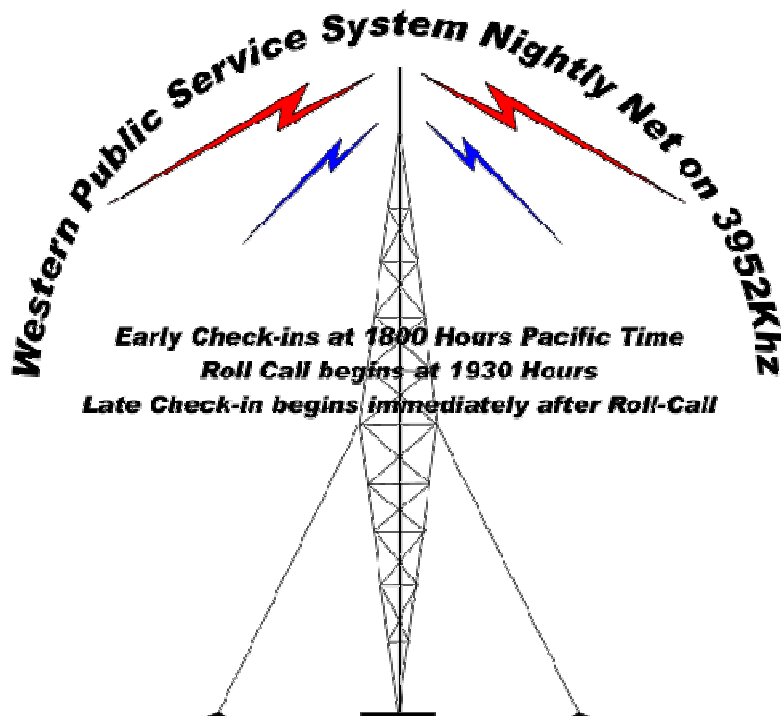 Western Public Service System Nightly Net on 3952Khz
Early Check-ins at 1800 Hours Pacific Time
Roll Call begins at 1930 Hours
Late Check-in begins immediately after Roll-Call